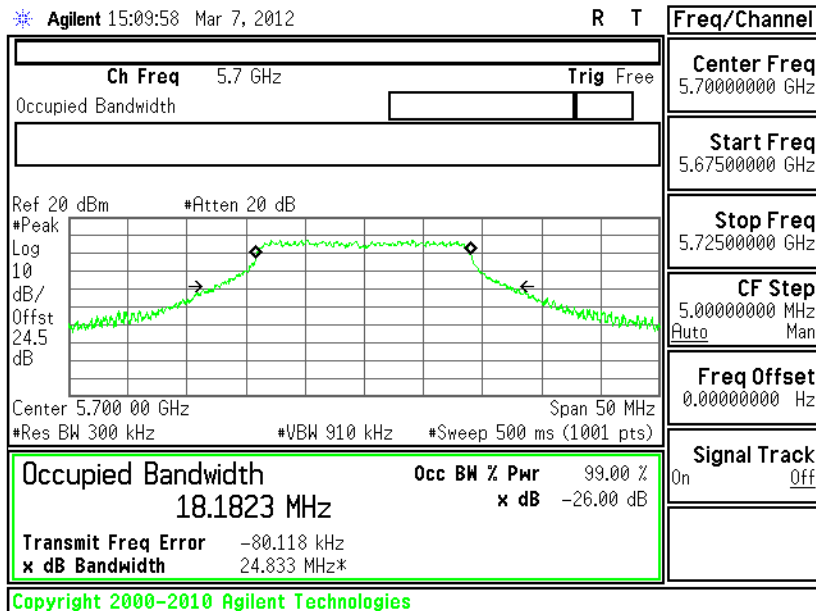 Agilent 15:09:58 Mar 7, 2012 R T
Ch Freq 5.7 GHz Trig Free
Occupied Bandwidth
Ref 20 dBm #Atten 20 dB
#Peak
Log
10
dB/
Offst
24.5
dB
Center 5.700 00 GHz Span 50 MHz
#Res BW 300 kHz #VBW 910 kHz #Sweep 500 ms (1001 pts)
Occupied Bandwidth
18.1823 MHz
Occ BW % Pwr 99.00 %
x dB -26.00 dB
Transmit Freq Error -80.118 kHz
x dB Bandwidth 24.833 MHz*
Copyright 2000-2010 Agilent Technologies
Freq/Channel
Center Freq
5.70000000 GHz
Start Freq
5.67500000 GHz
Stop Freq
5.72500000 GHz
CF Step
5.00000000 MHz
Auto Man
Freq Offset
0.00000000 Hz
Signal Track
On Off